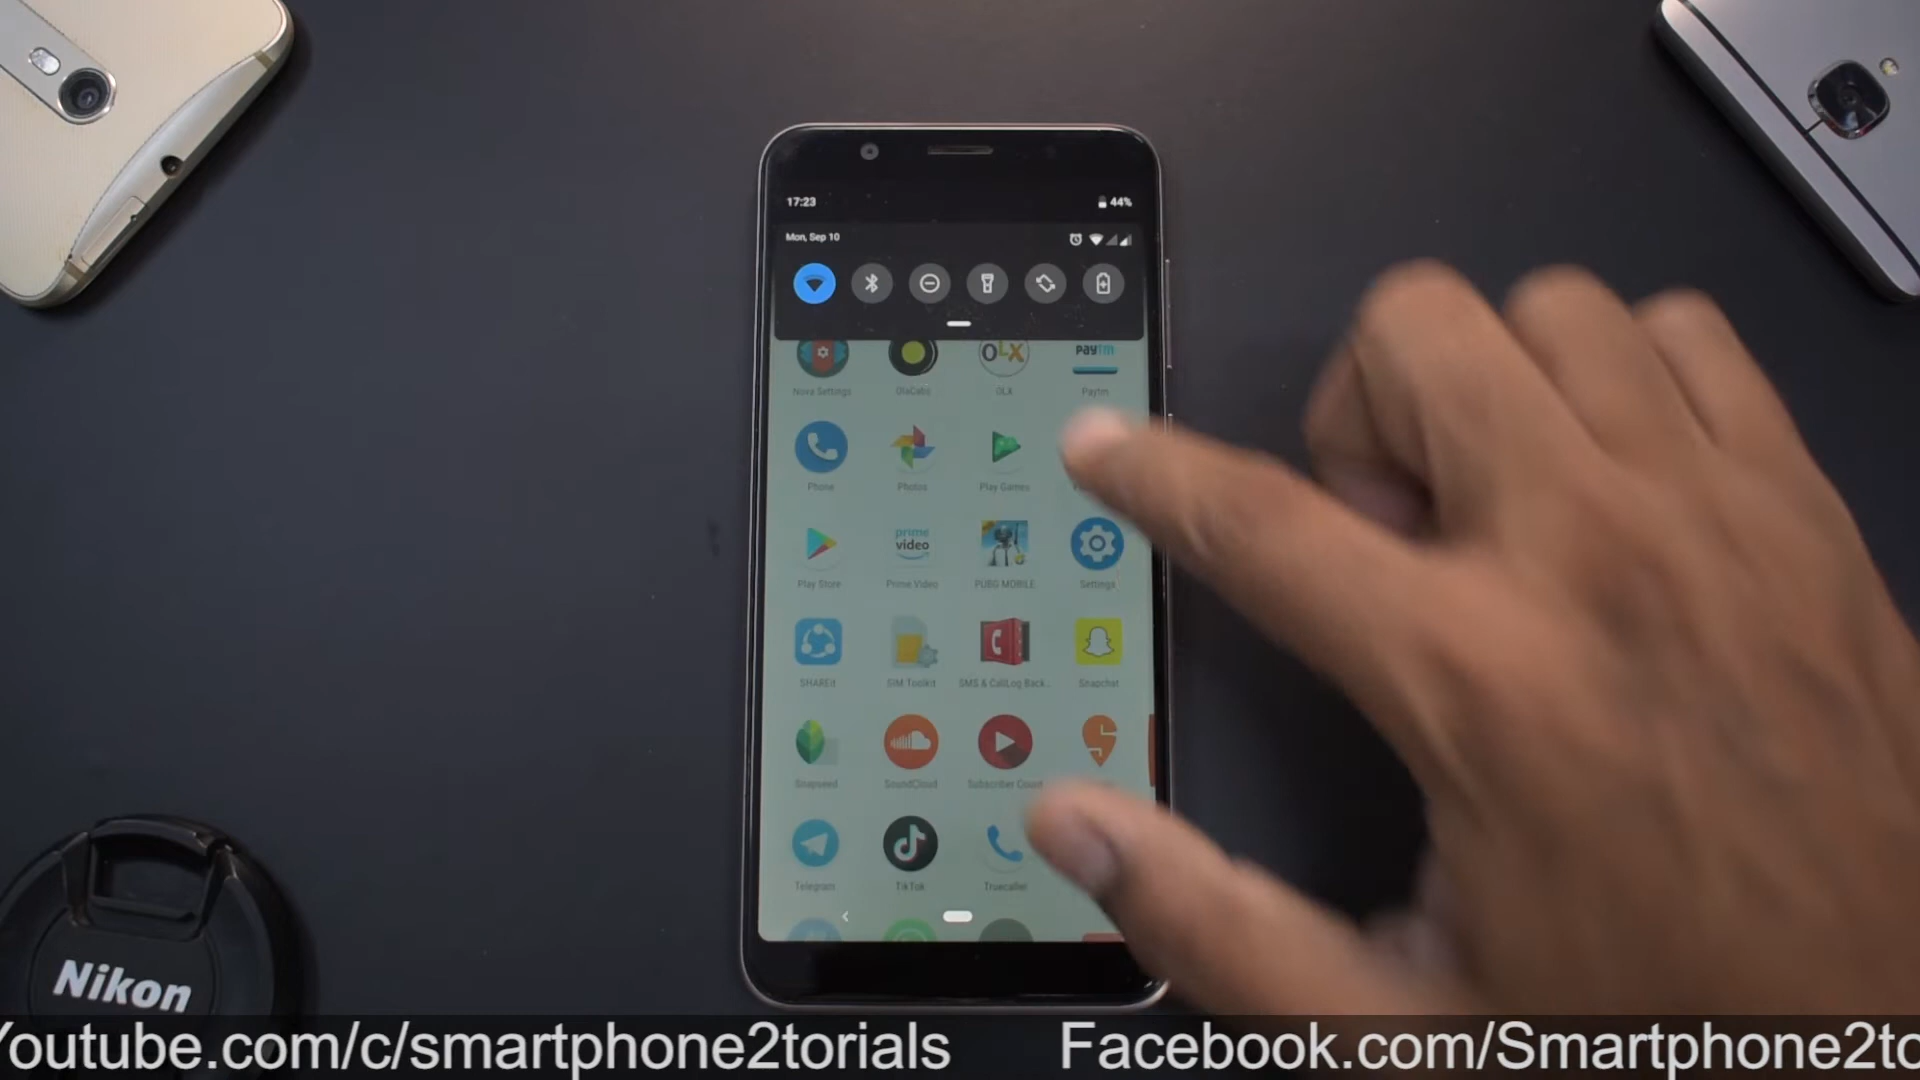 17:23
44%
Mon, Sep 10
Nova Settings
OlaCabs
OLX
OLX
paytm
Paytm
Phone
Photos
Play Games
Play Store
prime
video
Prime Video
PUBG MOBILE
Settings
SHAREit
SIM Toolkit
SMS & CallLog Back...
Snapchat
Snapseed
SoundCloud
Subscriber Count
Telegram
TikTok
Truecaller
Nikon
outube.com/c/smartphone2torials
Facebook.com/Smartphone2to